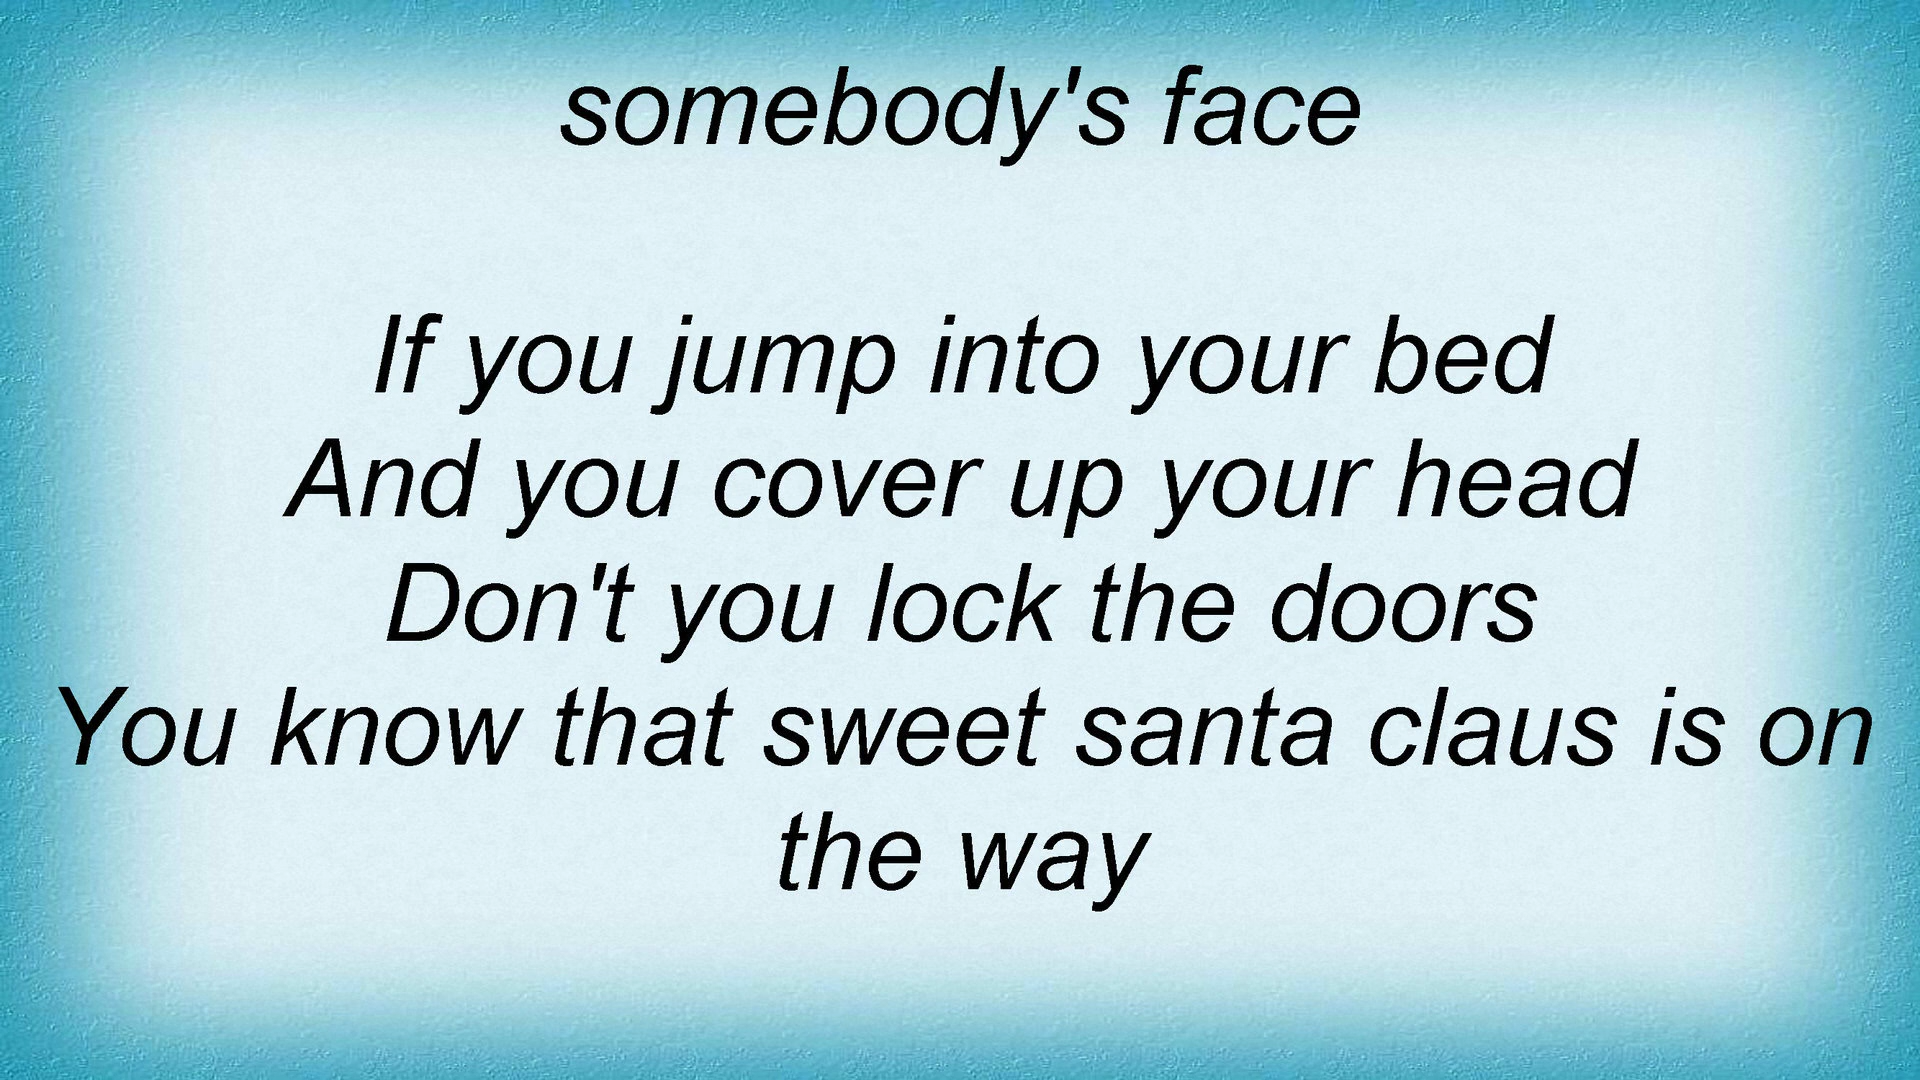 somebody's face
If you jump into your bed
And you cover up your head
Don't you lock the doors
You know that sweet santa claus is on
the way